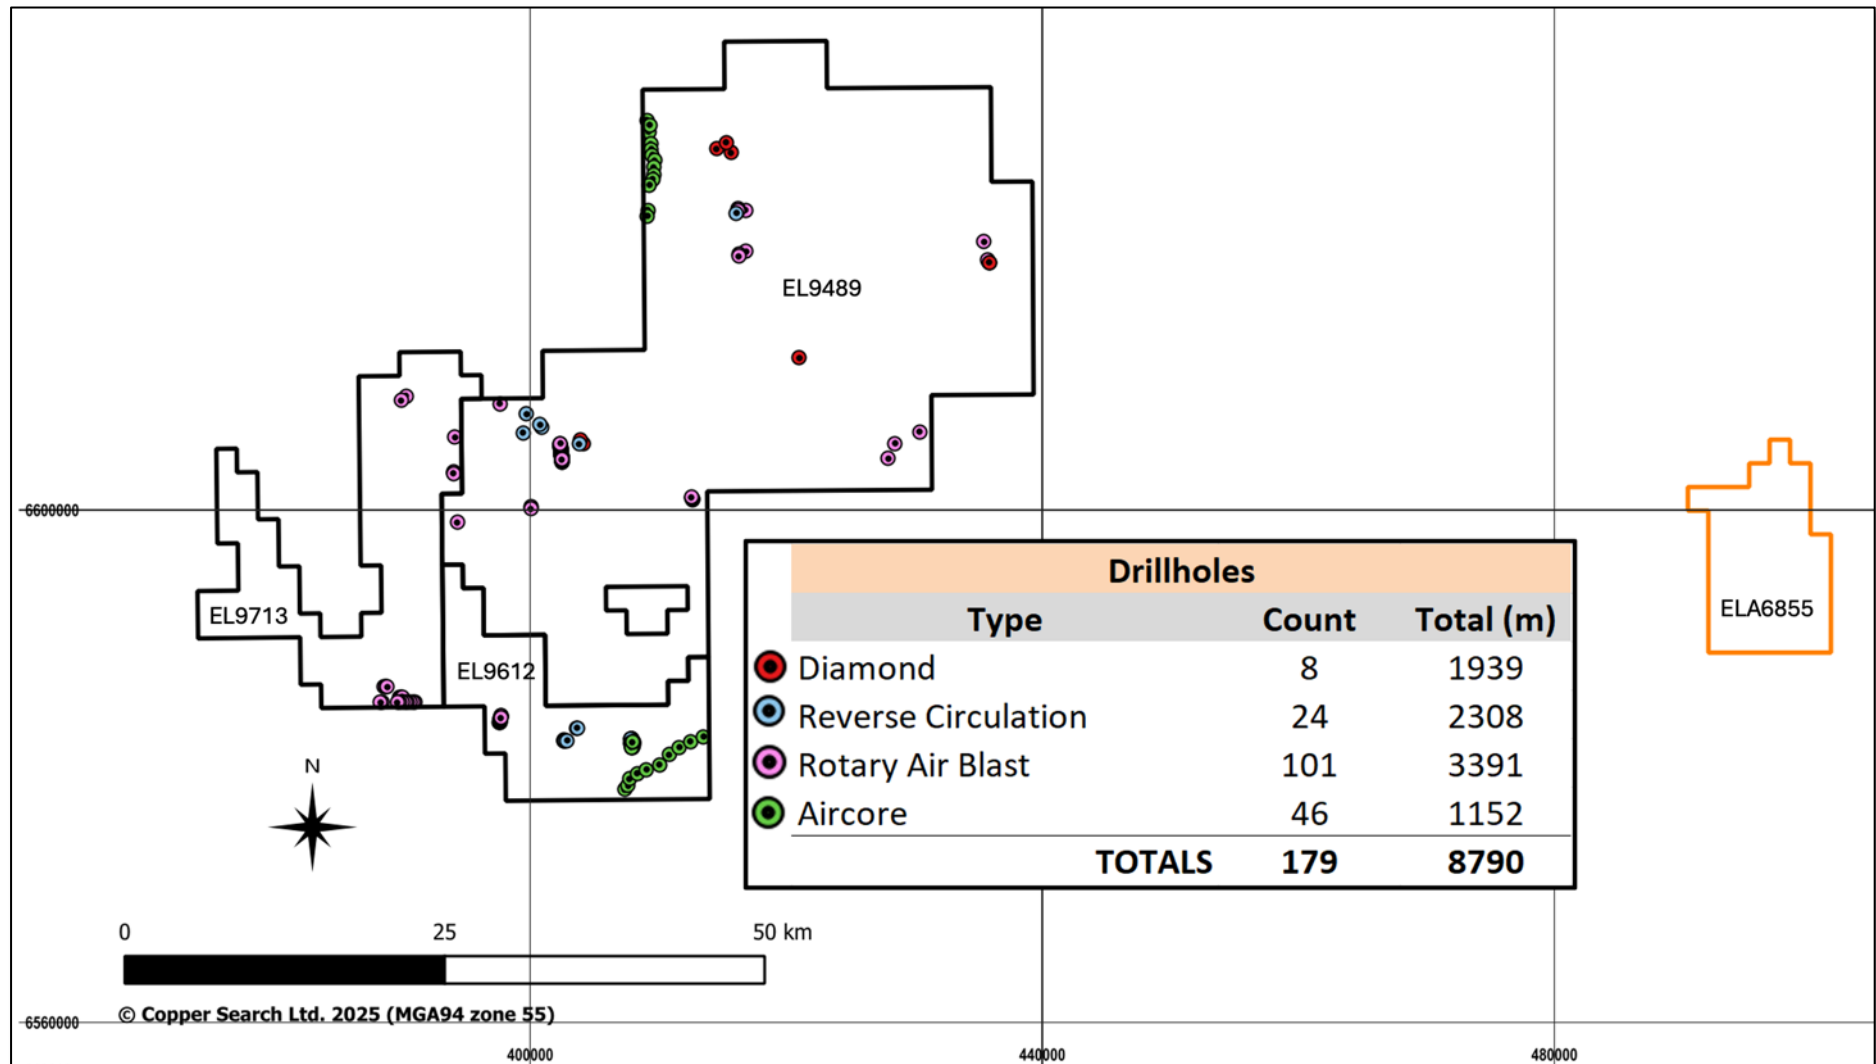 EL9489
6600000
EL9713
EL9612
ELA6855
Drillholes
Type Count Total (m)
Diamond 8 1939
Reverse Circulation 24 2308
Rotary Air Blast 101 3391
Aircore 46 1152
TOTALS 179 8790
N
0 25 50 km
© Copper Search Ltd. 2025 (MGA94 zone 55)
6560000
400000 440000 480000